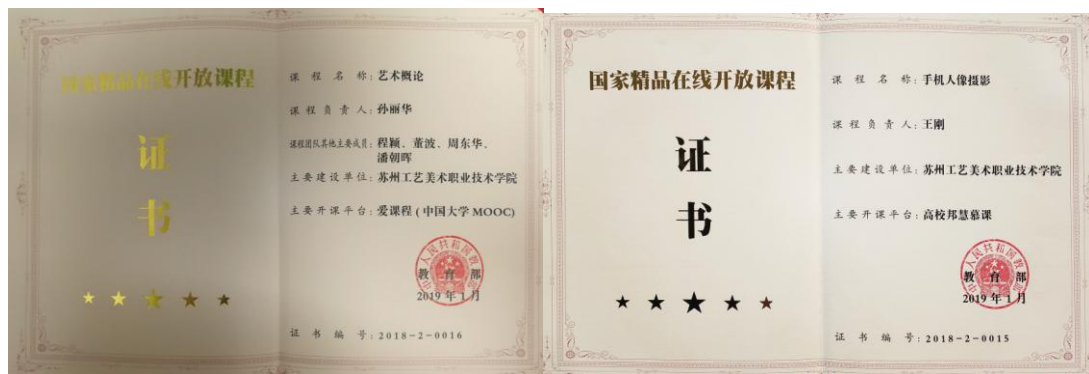 国家精品在线开放课程
证
书
课程名称：艺术概论
课程负责人：孙丽华
课程团队其他主要成员：程颖、董波、周东华、
潘朝晖
主要建设单位：苏州工艺美术职业技术学院
主要开课平台：爱课程(中国大学MOOC)
教育部
2019年1月
证书编号：2018-2-0016
国家精品在线开放课程
证
书
课程名称：手机人像摄影
课程负责人：王刚
主要建设单位：苏州工艺美术职业技术学院
主要开课平台：高校邦慧慕课
教育部
2019年1月
证书编号：2018-2-0015